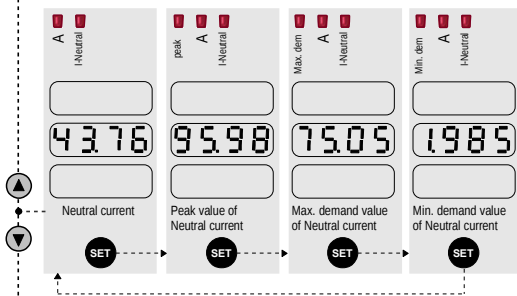 A
I-Neutral
43.76
Neutral current
SET
peak
A
I-Neutral
95.98
Peak value of
Neutral current
SET
Max. dem
A
I-Neutral
75.05
Max. demand value
of Neutral current
SET
Min. dem
A
I-Neutral
1.985
Min. demand value
of Neutral current
SET